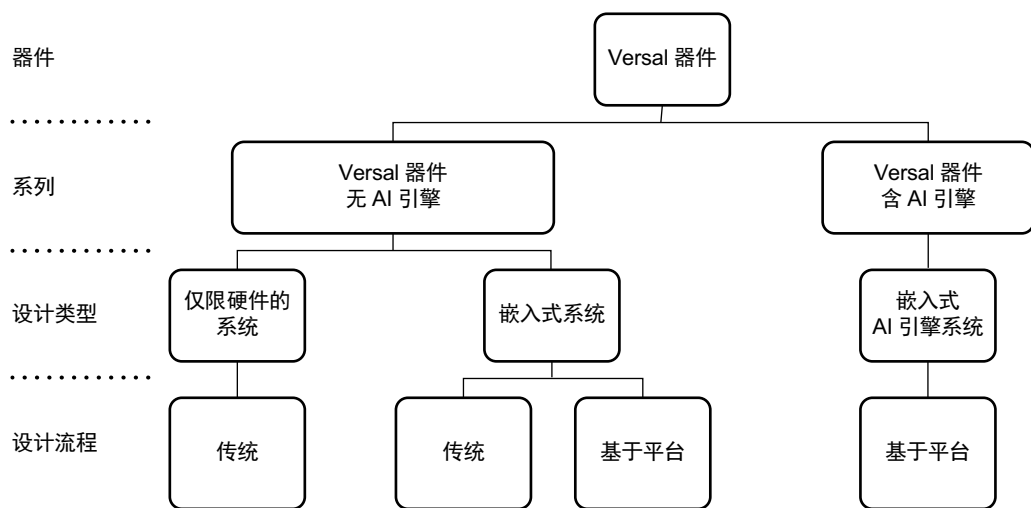 器件
Versal 器件
系列
Versal 器件
无 AI 引擎
Versal 器件
含 AI 引擎
设计类型
仅限硬件的
系统
嵌入式系统
嵌入式
AI 引擎系统
设计流程
传统
传统
基于平台
基于平台